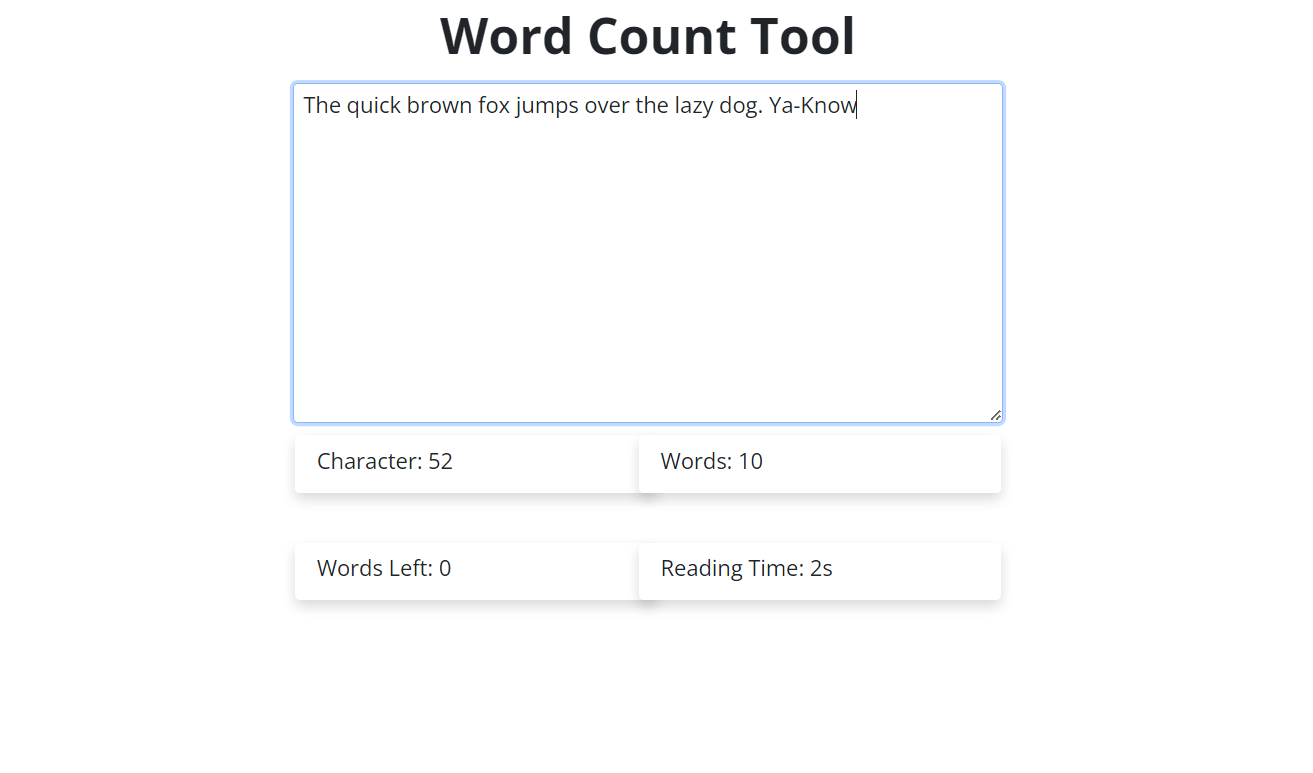 Word Count Tool
The quick brown fox jumps over the lazy dog. Ya-Know
Character: 52
Words: 10
Words Left: 0
Reading Time: 2s